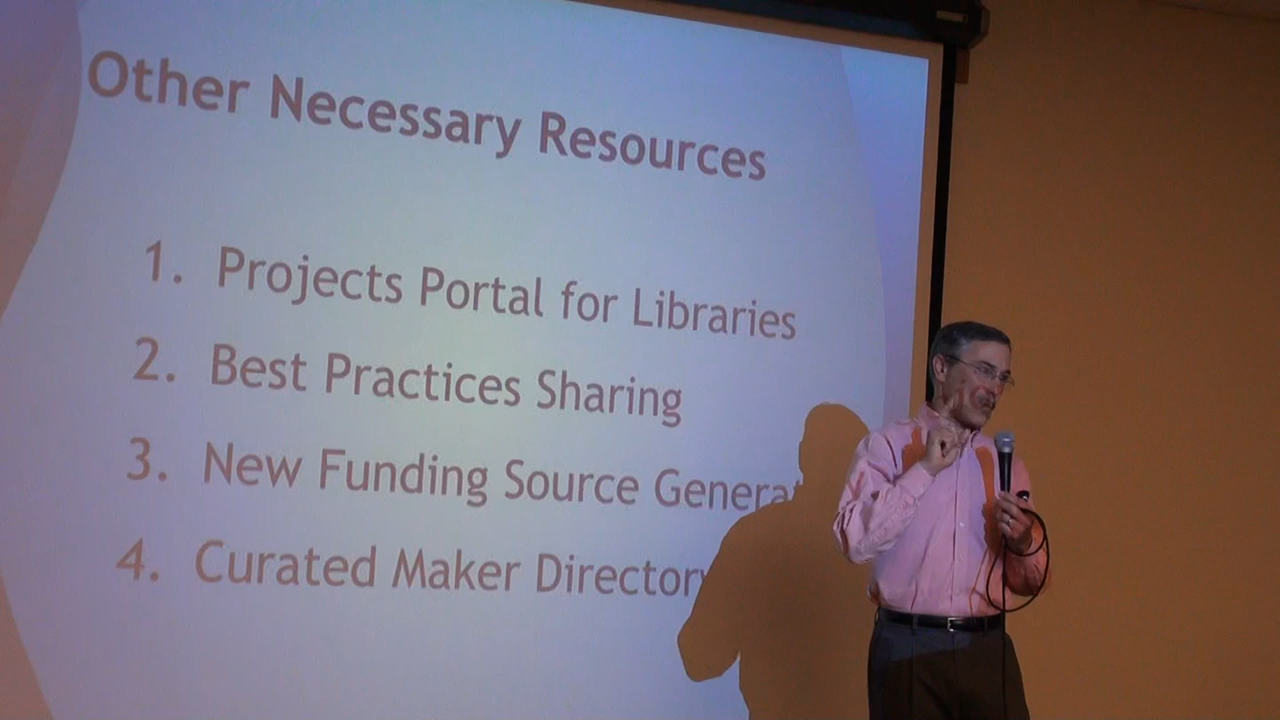 Other Necessary Resources
1. Projects Portal for Libraries
2. Best Practices Sharing
3. New Funding Source
4. Curated Maker Directory